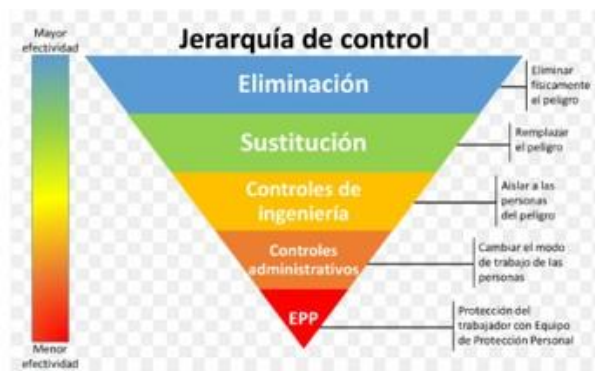 Mayor
efectividad
Jerarquía de control
Eliminación
Eliminar
físicamente
el peligro
Sustitución
Remplazar
el peligro
Controles de
ingeniería
Aislar a las
personas
del peligro
Controles
administrativos
Cambiar el modo
de trabajo de las
personas
EPP
Protección del
trabajador con Equipo
de Protección Personal
Menor
efectividad